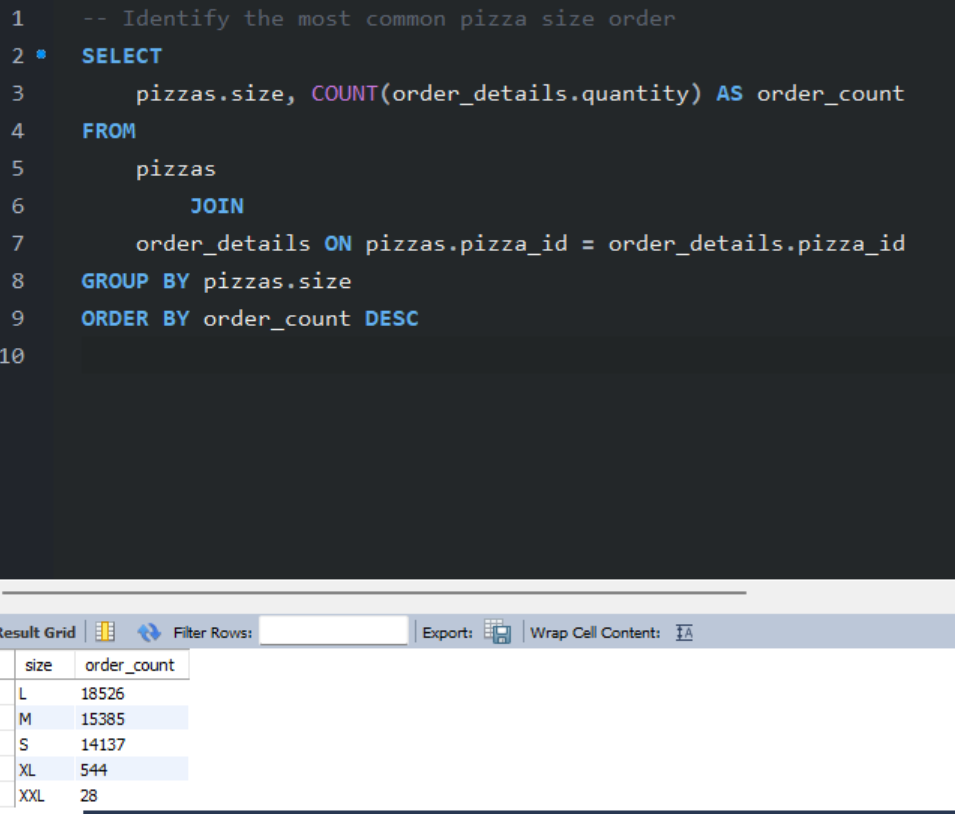 1 -- Identify the most common pizza size order
2 SELECT
3 pizzas.size, COUNT(order_details.quantity) AS order_count
4 FROM
5 pizzas
6 JOIN
7 order_details ON pizzas.pizza_id = order_details.pizza_id
8 GROUP BY pizzas.size
9 ORDER BY order_count DESC
10
Result Grid Filter Rows: Export: Wrap Cell Content: IA
size order_count
L 18526
M 15385
S 14137
XL 544
XXL 28